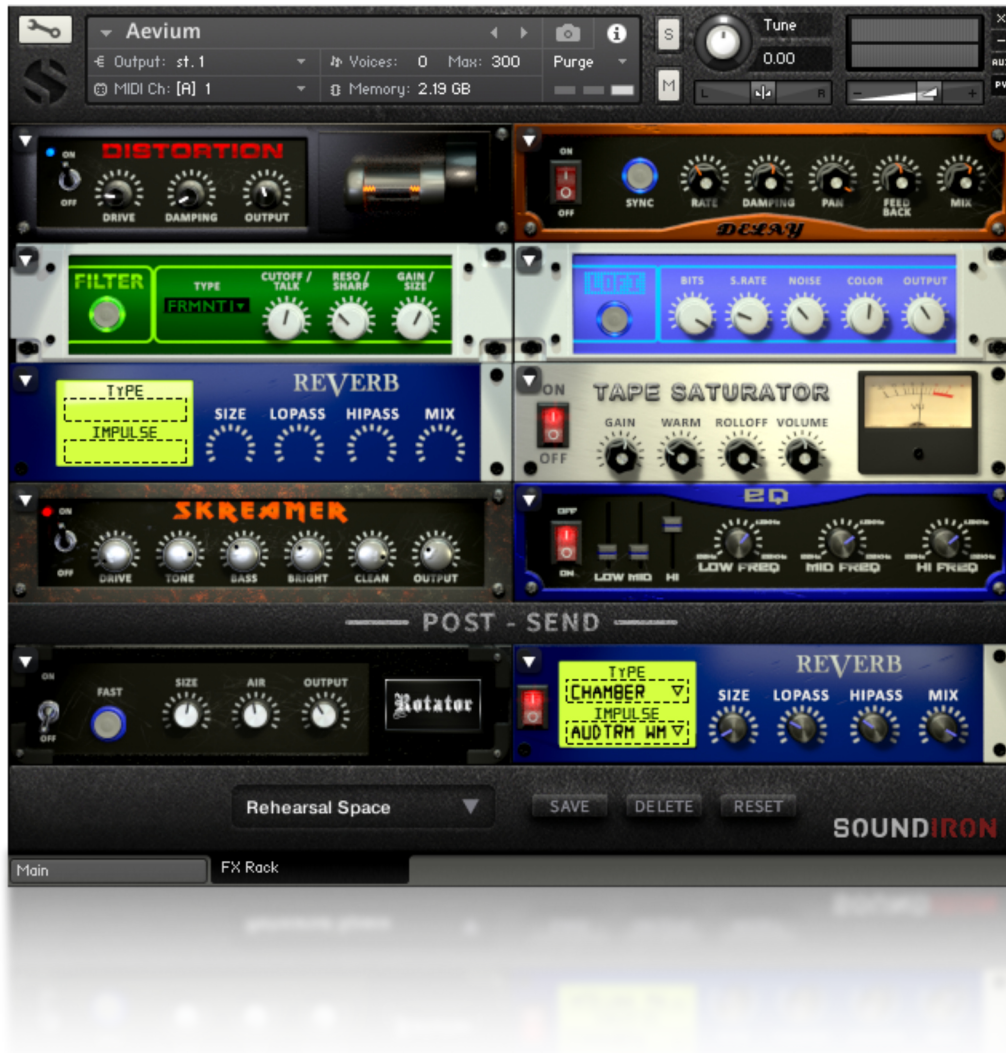 Aevium
Output: st.1
Voices: 0 Max: 300
Purge
MIDI Ch: [A] 1
Memory: 2.19 GB
S
M
Tune
0.00
L R
- +
AUX
PV
DISTORTION
ON
OFF
DRIVE DAMPING OUTPUT
ON
OFF
SYNC RATE DAMPING PAN FEED BACK MIX
DELAY
FILTER
TYPE
FRMNT I
CUTOFF / TALK
RESO / SHARP
GAIN / SIZE
LOFI
BITS S.RATE NOISE COLOR OUTPUT
REVERB
TYPE
IMPULSE
SIZE LOPASS HIPASS MIX
ON
OFF
TAPE SATURATOR
GAIN WARM ROLLOFF VOLUME
VU
SKREAMER
ON
OFF
DRIVE TONE BASS BRIGHT CLEAN OUTPUT
EQ
OFF
ON
LOW MID HI
LOW FREQ MID FREQ HI FREQ
POST - SEND
ON
OFF
FAST
SIZE AIR OUTPUT
Rotator
REVERB
TYPE
CHAMBER
IMPULSE
AUDTRM WM
SIZE LOPASS HIPASS MIX
Rehearsal Space
SAVE DELETE RESET
SOUNDIRON
Main FX Rack